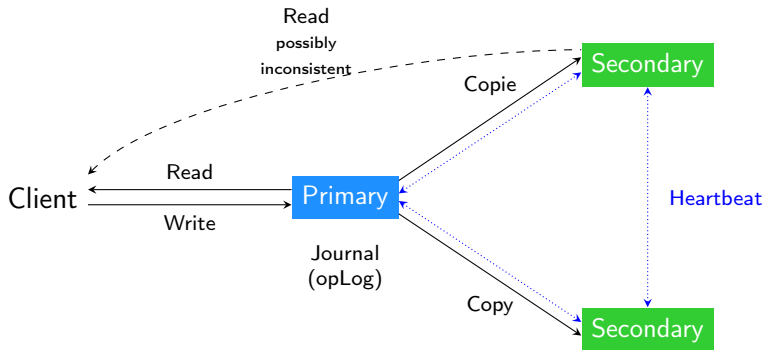 Read
possibly
inconsistent
Secondary
Copie
Read
Client
Primary
Heartbeat
Write
Journal
(opLog)
Copy
Secondary